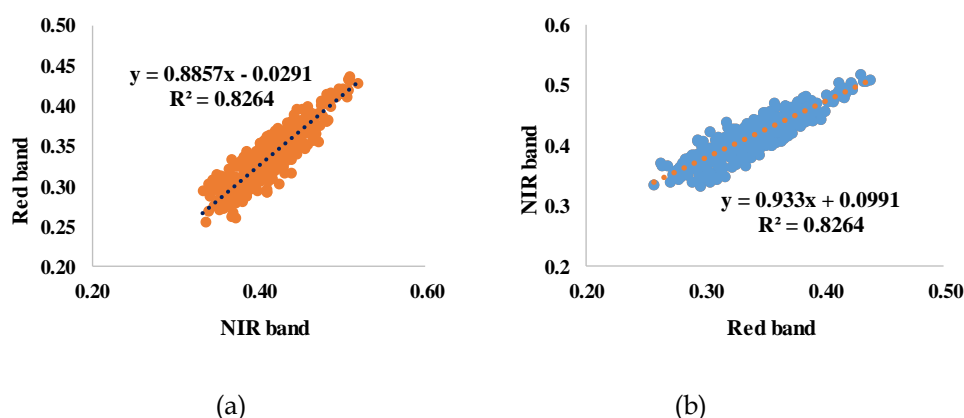 0.50
0.45
0.40
0.35
0.30
0.25
0.20
Red band
y = 0.8857x - 0.0291
R² = 0.8264
0.20
0.40
0.60
NIR band
(a)
0.6
0.5
0.4
0.3
0.2
NIR band
y = 0.933x + 0.0991
R² = 0.8264
0.20
0.30
0.40
0.50
Red band
(b)